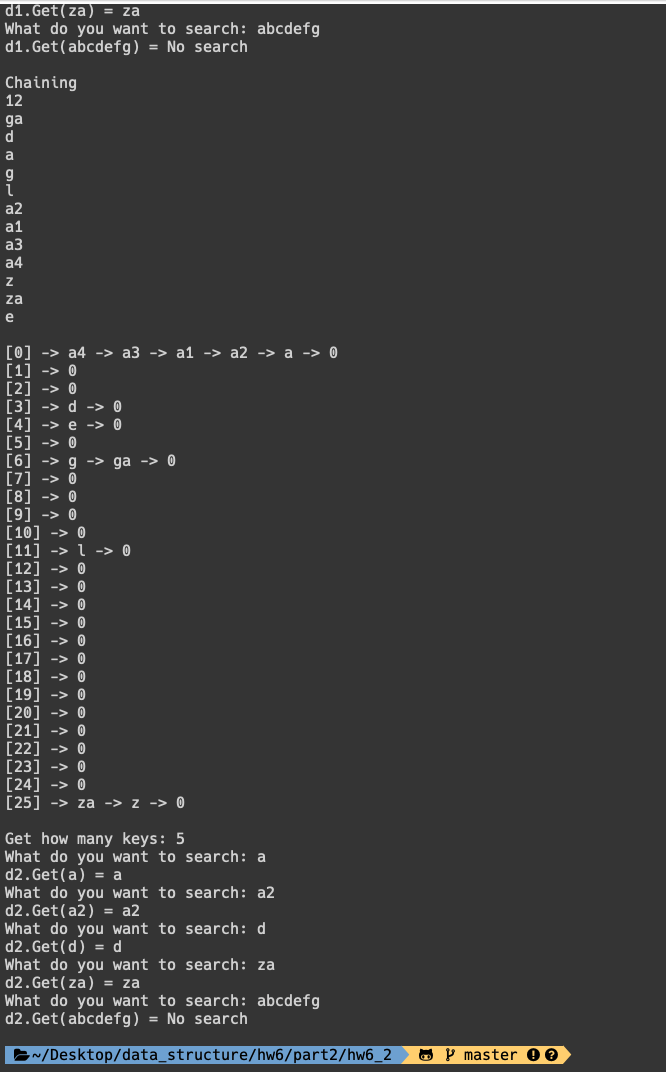 d1.Get(za) = za
What do you want to search: abcdefg
d1.Get(abcdefg) = No search
Chaining
12
ga
d
a
g
l
a2
a1
a3
a4
z
za
e
[0] -> a4 -> a3 -> a1 -> a2 -> a -> 0
[1] -> 0
[2] -> 0
[3] -> d -> 0
[4] -> e -> 0
[5] -> 0
[6] -> g -> ga -> 0
[7] -> 0
[8] -> 0
[9] -> 0
[10] -> 0
[11] -> l -> 0
[12] -> 0
[13] -> 0
[14] -> 0
[15] -> 0
[16] -> 0
[17] -> 0
[18] -> 0
[19] -> 0
[20] -> 0
[21] -> 0
[22] -> 0
[23] -> 0
[24] -> 0
[25] -> za -> z -> 0
Get how many keys: 5
What do you want to search: a
d2.Get(a) = a
What do you want to search: a2
d2.Get(a2) = a2
What do you want to search: d
d2.Get(d) = d
What do you want to search: za
d2.Get(za) = za
What do you want to search: abcdefg
d2.Get(abcdefg) = No search
~/Desktop/data_structure/hw6/part2/hw6_2 master